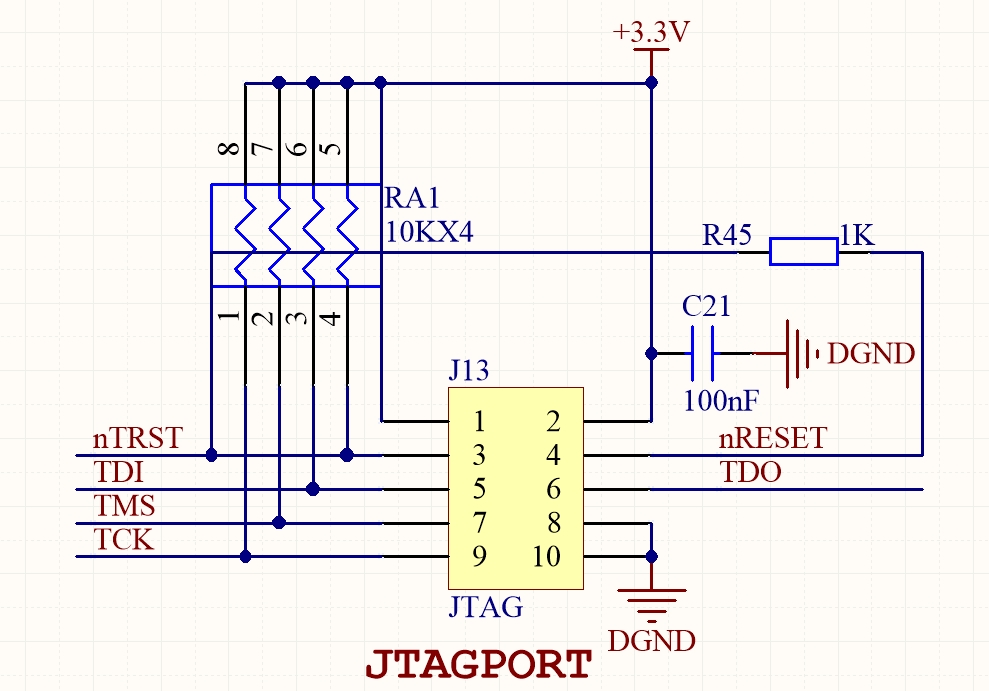 +3.3V
8 7 6 5
RA1
10KX4
R45 1K
1 2 3 4
C21
DGND
100nF
J13
1 2
nTRST 3 4 nRESET
TDI 5 6 TDO
TMS 7 8
TCK 9 10
JTAG
DGND
JTAGPORT